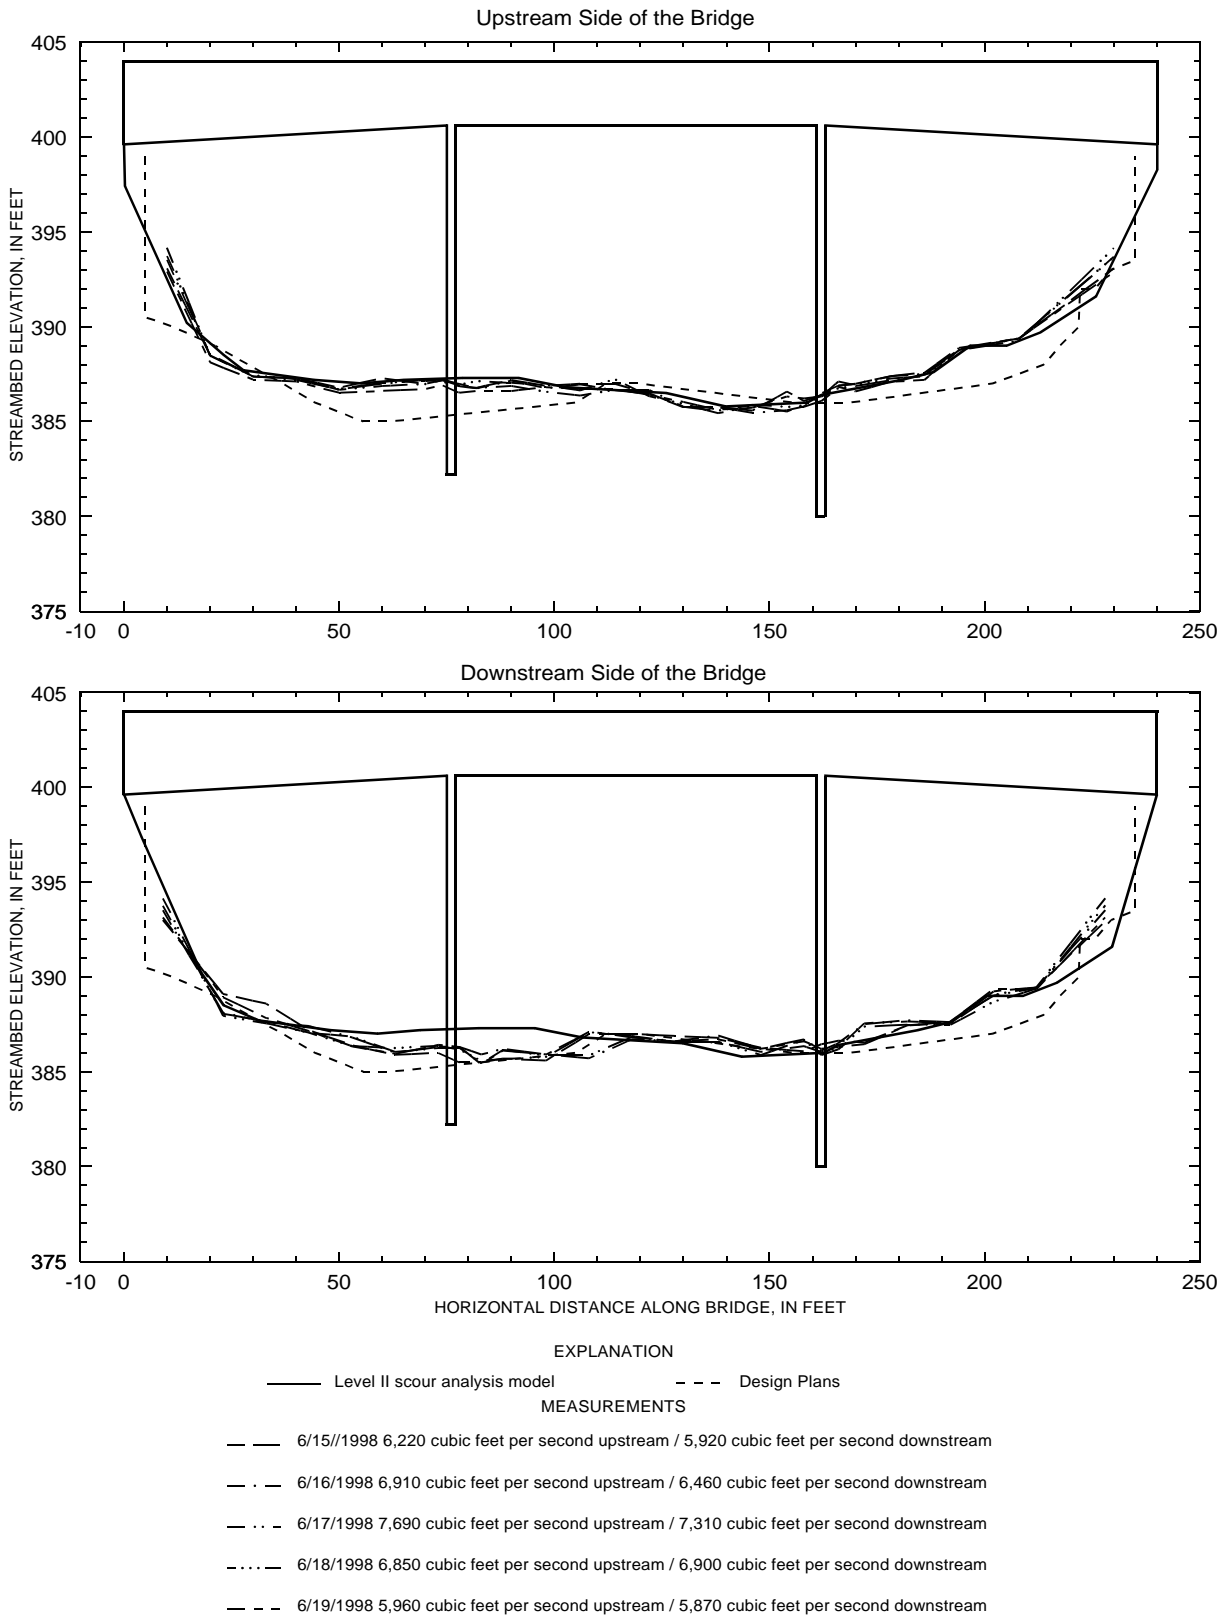 Upstream Side of the Bridge
405
400
395
390
385
380
375
STREAMBED ELEVATION, IN FEET
-10 0 50 100 150 200 250
Downstream Side of the Bridge
405
400
395
390
385
380
375
STREAMBED ELEVATION, IN FEET
-10 0 50 100 150 200 250
HORIZONTAL DISTANCE ALONG BRIDGE, IN FEET
EXPLANATION
Level II scour analysis model Design Plans
MEASUREMENTS
6/15//1998 6,220 cubic feet per second upstream / 5,920 cubic feet per second downstream
6/16/1998 6,910 cubic feet per second upstream / 6,460 cubic feet per second downstream
6/17/1998 7,690 cubic feet per second upstream / 7,310 cubic feet per second downstream
6/18/1998 6,850 cubic feet per second upstream / 6,900 cubic feet per second downstream
6/19/1998 5,960 cubic feet per second upstream / 5,870 cubic feet per second downstream